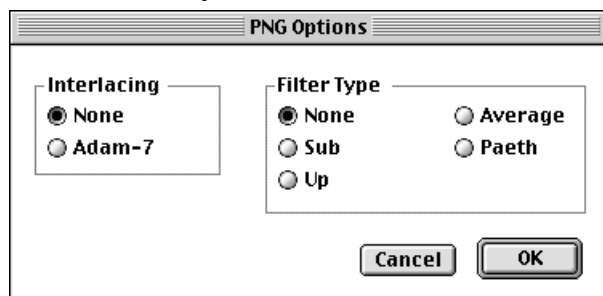 PNG Options
Interlacing
None
Adam-7
Filter Type
None
Average
Sub
Paeth
Up
Cancel
OK